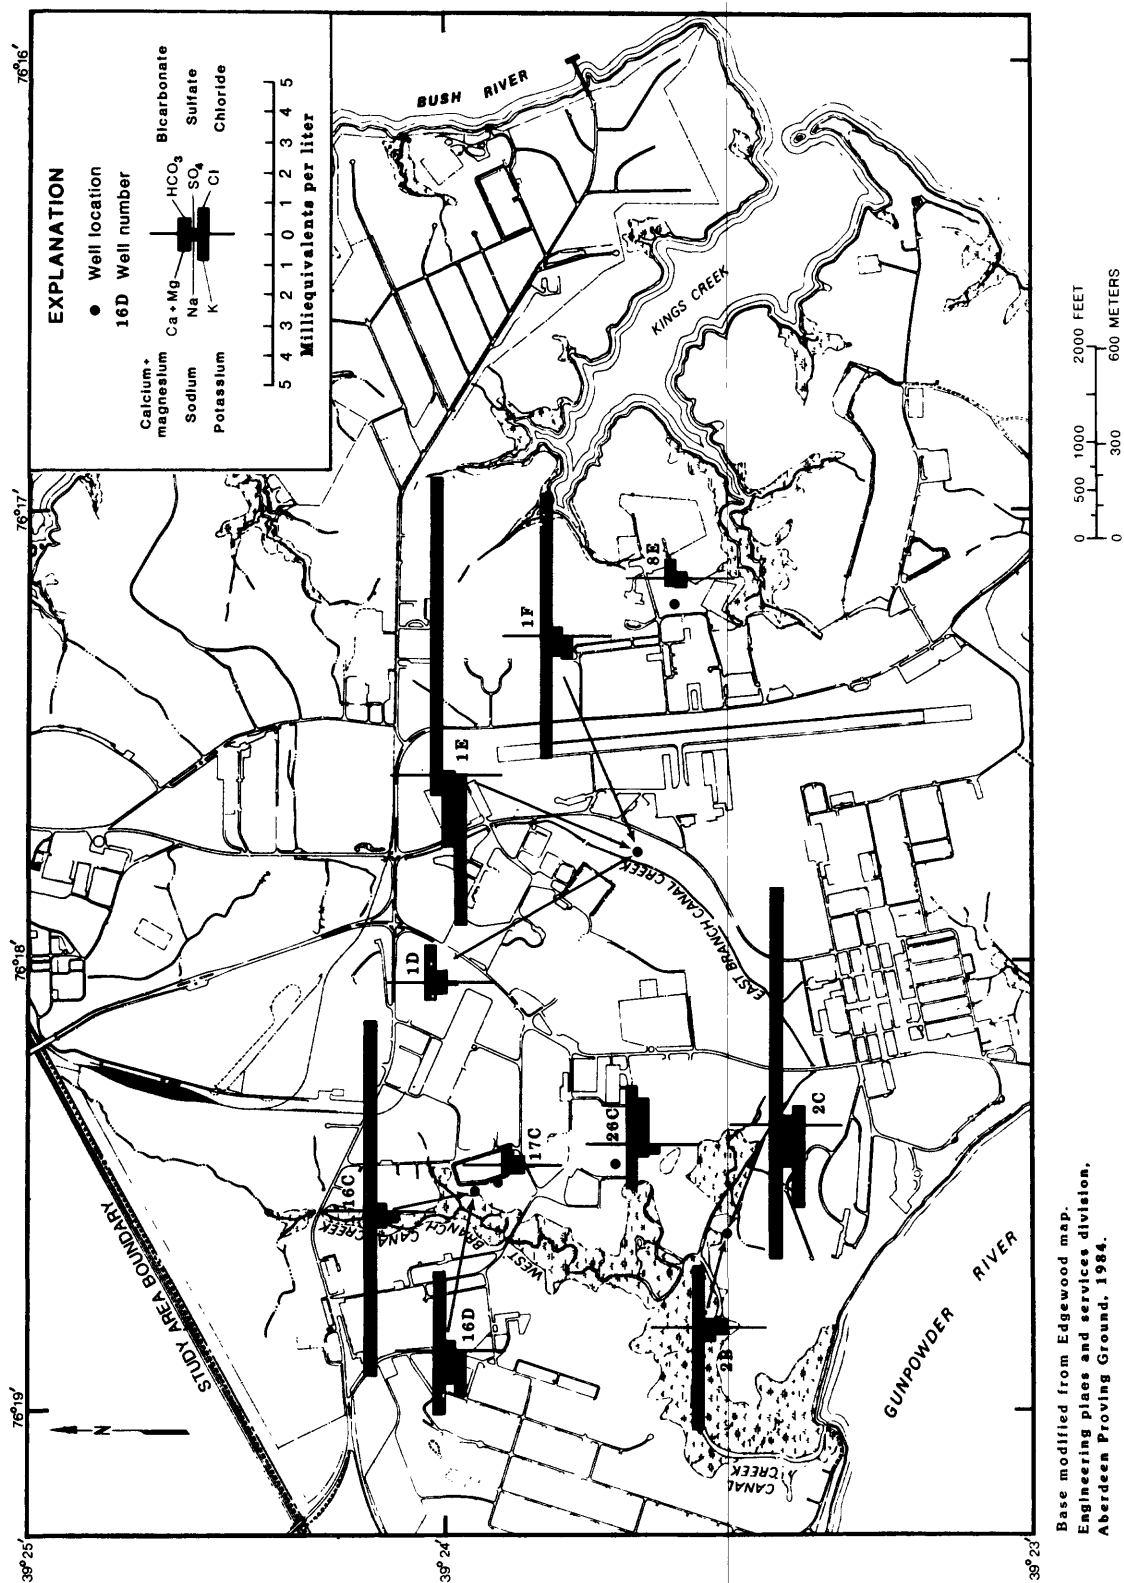 EXPLANATION
Well location
16D Well number
Calcium+ magnesium
Ca + Mg
HCO3
Bicarbonate
Sodium
Na
SO4
Sulfate
Potassium
K
Cl
Chloride
5 4 3 2 1 0 1 2 3 4 5
Milliequivalents per liter
76°19′
76°18′
76°17′
76°16′
39°25′
39°24′
39°23′
N
STUDY AREA BOUNDARY
BUSH RIVER
KINGS CREEK
GUNPOWDER RIVER
EAST BRANCH CANAL CREEK
WEST BRANCH CANAL CREEK
CANAL CREEK
16C
16D
17C
26C
1D
1E
1F
8E
2B
2C
0 500 1000 2000 FEET
0 300 600 METERS
Base modified from Edgewood map.
Engineering plaes and services division,
Aberdeen Proving Ground, 1984.